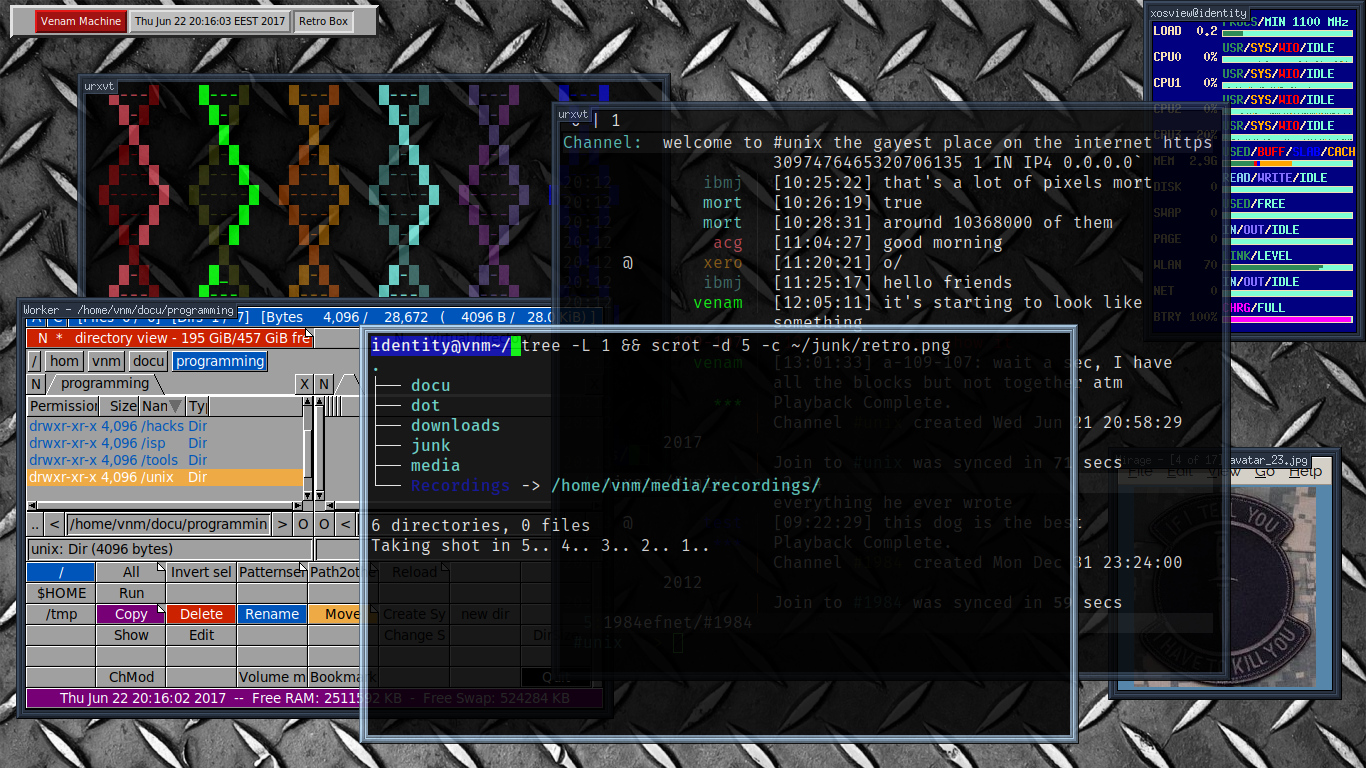 Venam Machine
Thu Jun 22 20:16:03 EEST 2017
Retro Box
xosview@identity
PROCS/MIN 1100 MHz
LOAD 0.2
USR/SYS/WIO/IDLE
CPU0 0%
USR/SYS/WIO/IDLE
CPU1 0%
USR/SYS/WIO/IDLE
CPU2 0%
USR/SYS/WIO/IDLE
CPU3 20%
USED/BUFF/SLAB/CACH
MEM 2.9G
READ/WRITE/IDLE
DISK 0
USED/FREE
SWAP 0
IN/OUT/IDLE
PAGE 0
LINK/LEVEL
WLAN 70
IN/OUT/IDLE
NET 0
CHRG/FULL
BTRY 100%
urxvt
urxvt
| 1
Channel: welcome to #unix the gayest place on the internet https
3097476465320706135 1 IN IP4 0.0.0.0`
20:12 ibmj [10:25:22] that's a lot of pixels mort
20:12 mort [10:26:19] true
20:12 mort [10:28:31] around 10368000 of them
20:12 acg [11:04:27] good morning
20:12 @ xero [11:20:21] o/
20:12 ibmj [11:25:17] hello friends
20:12 venam [12:05:11] it's starting to look like
something
venam [13:01:33] a-109-107: wait a sec, I have
all the blocks but not together atm
*** Playback Complete.
Channel #unix created Wed Jun 21 20:58:29
2017
Join to #unix was synced in 71 secs
everything he ever wrote
@ [09:22:29] this dog is the best
Playback Complete.
Channel #1984 created Mon Dec 31 23:24:00
2012
Join to #1984 was synced in 59 secs
5 1984efnet/#1984
#unix
Worker - /home/vnm/docu/programming
[Bytes 4,096 / 28,672 ( 4096 B / 28.0KiB)]
N * directory view - 195 GiB/457 GiB fre
/ hom vnm docu programming
N programming X N
Permission Size Nan Typ
drwxr-xr-x 4,096 /hacks Dir
drwxr-xr-x 4,096 /isp Dir
drwxr-xr-x 4,096 /tools Dir
drwxr-xr-x 4,096 /unix Dir
.. < /home/vnm/docu/programmin > O O <
unix: Dir (4096 bytes)
/ All Invert sel Patternsel Path2oth Reload
$HOME Run
/tmp Copy Delete Rename Move Create Sy new dir
Show Edit Change S Dir
ChMod Volume m Bookmark Quit
Thu Jun 22 20:16:02 2017 -- Free RAM: 2511592 KB - Free Swap: 524284 KB
identity@vnm~/ tree -L 1 && scrot -d 5 -c ~/junk/retro.png
.
├── docu
├── dot
├── downloads
├── junk
├── media
└── Recordings -> /home/vnm/media/recordings/
6 directories, 0 files
Taking shot in 5.. 4.. 3.. 2.. 1..
[4 of 17] avatar_23.jpg
File Edit View Go Help
IF I TELL YOU
I HAVE TO KILL YOU